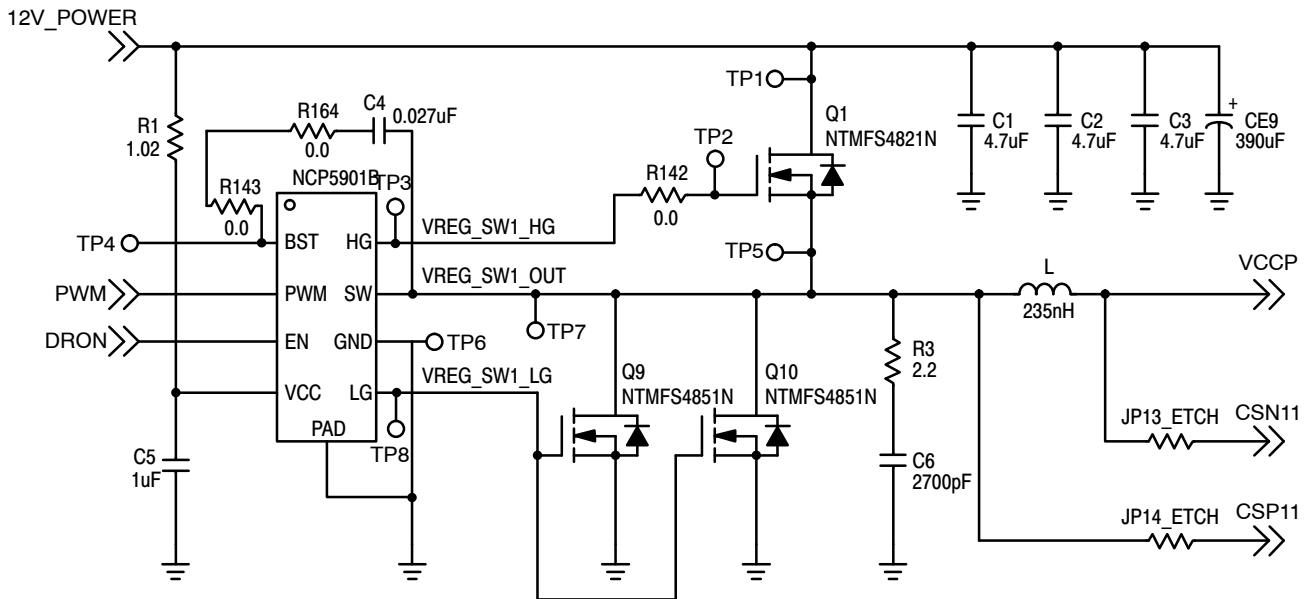 12V_POWER
TP1
R1
1.02
R164
0.0
C4
0.027uF
Q1
NTMFS4821N
C1
4.7uF
C2
4.7uF
C3
4.7uF
+
CE9
390uF
R143
0.0
NCP5901B
TP3
TP2
R142
0.0
TP4
BST
HG
VREG_SW1_HG
TP5
PWM
PWM
SW
VREG_SW1_OUT
L
235nH
VCCP
DRON
EN
GND
TP6
TP7
VCC
LG
VREG_SW1_LG
Q9
NTMFS4851N
Q10
NTMFS4851N
R3
2.2
PAD
TP8
JP13_ETCH
CSN11
C5
1uF
C6
2700pF
JP14_ETCH
CSP11